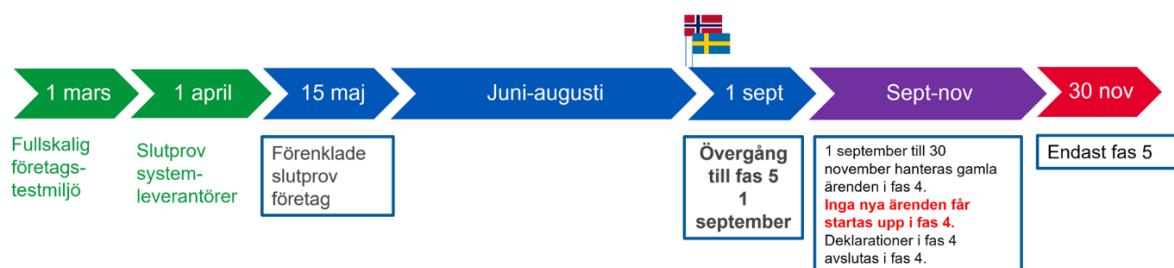 1 mars
1 april
15 maj
Juni-augusti
1 sept
Sept-nov
30 nov
Fullskalig
företags-
testmiljö
Slutprov
system-
leverantörer
Förenklade
slutprov
företag
Övergång
till fas 5
1
september
1 september till 30
november hanteras gamla
ärenden i fas 4.
Inga nya ärenden får
startas upp i fas 4.
Deklarationer i fas 4
avslutas i fas 4.
Endast fas 5